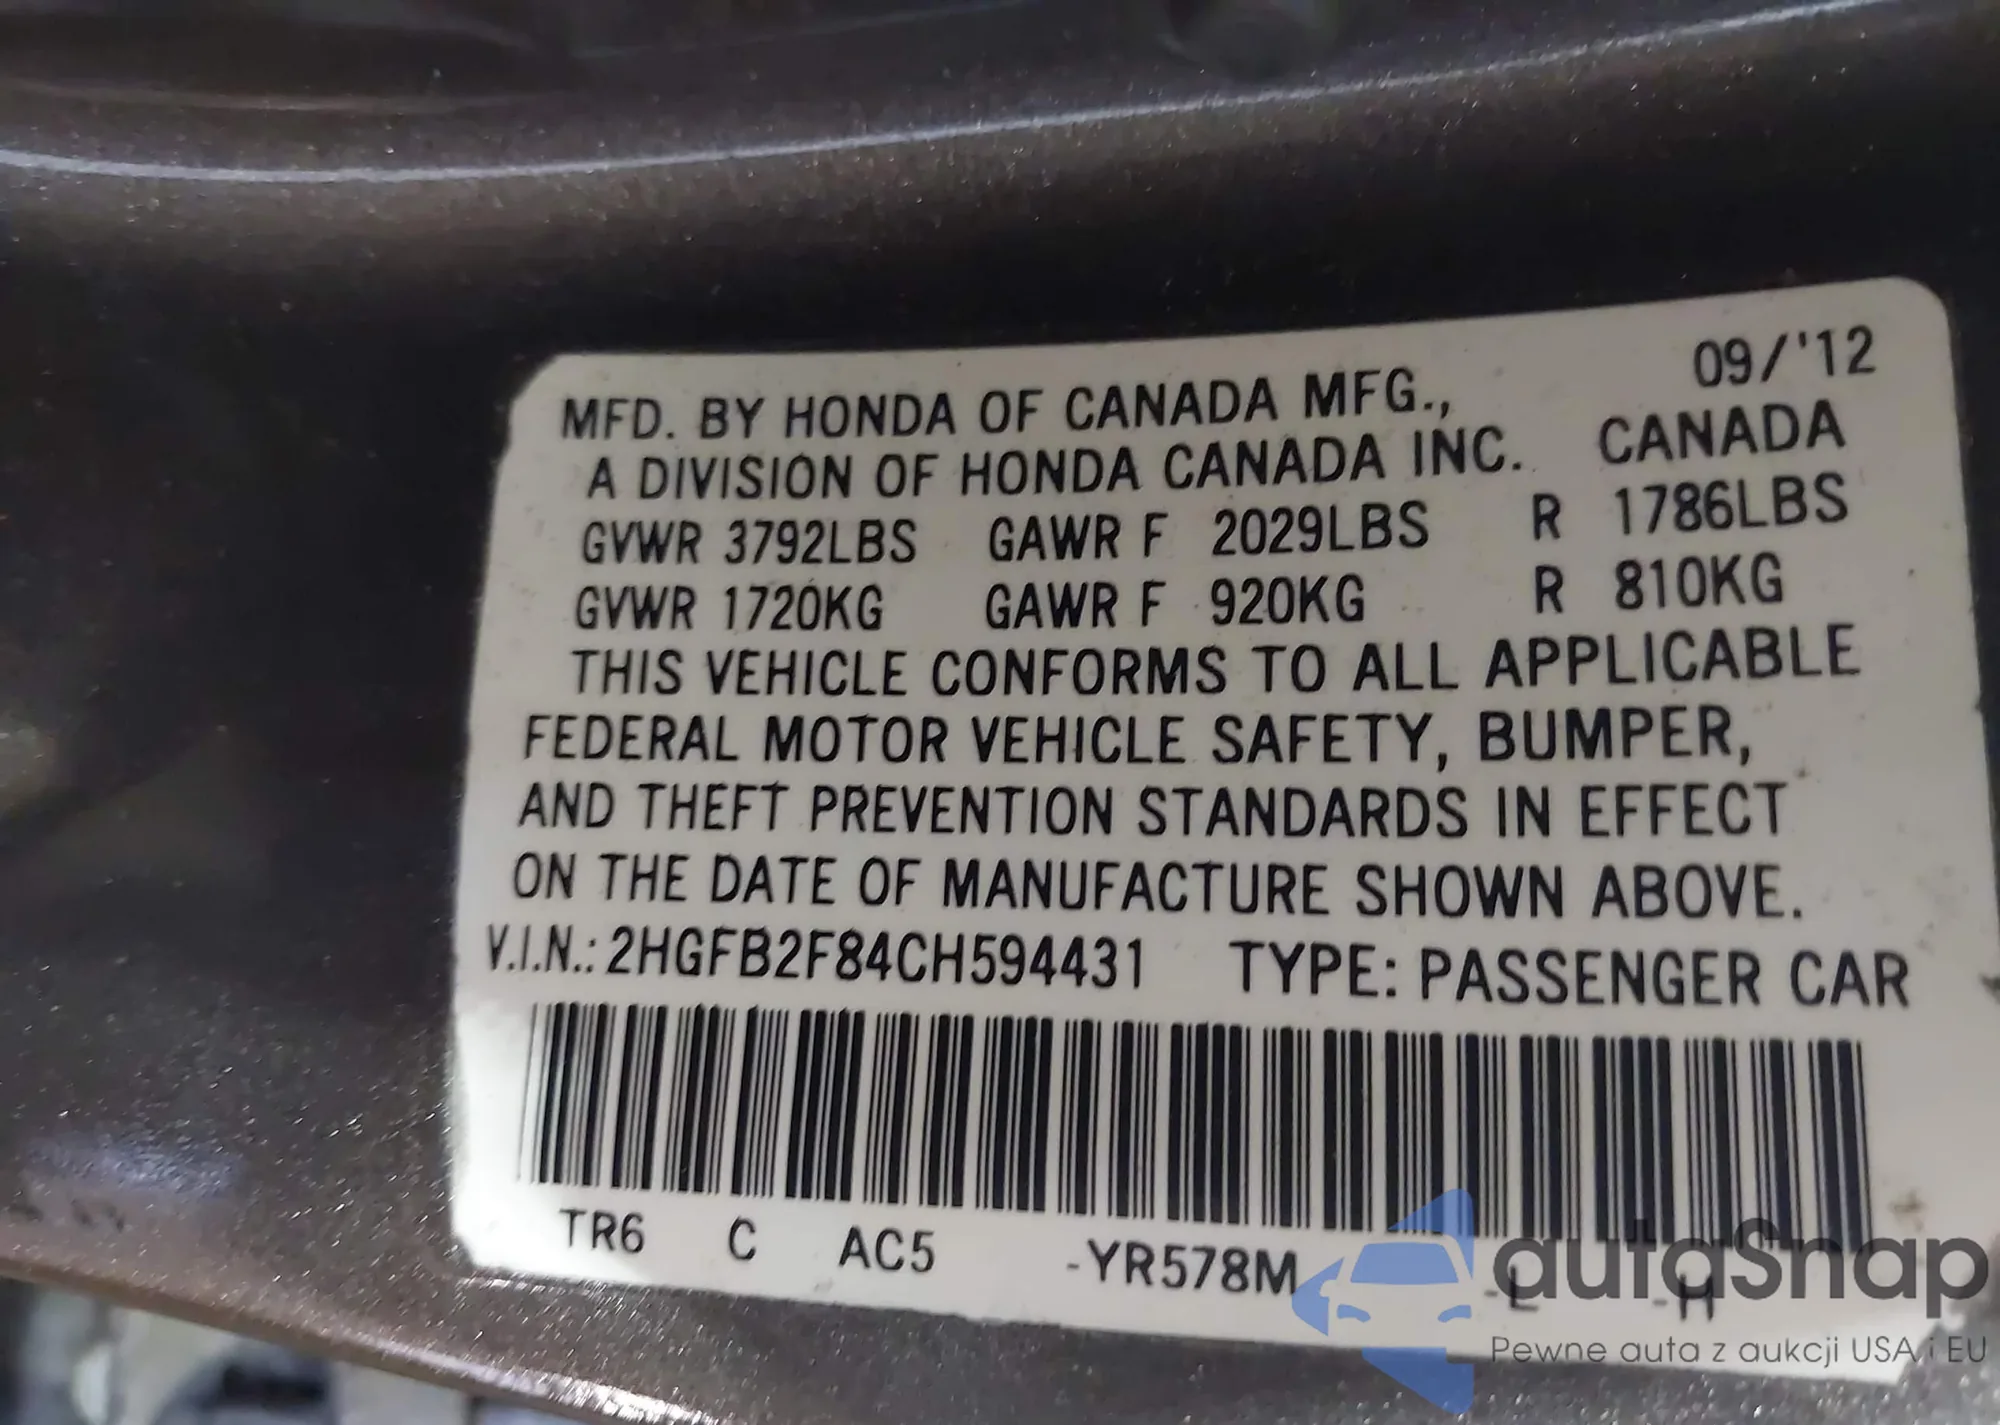 09/'12
MFD. BY HONDA OF CANADA MFG.,
A DIVISION OF HONDA CANADA INC. CANADA
GVWR 3792LBS GAWR F 2029LBS R 1786LBS
GVWR 1720KG GAWR F 920KG R 810KG
THIS VEHICLE CONFORMS TO ALL APPLICABLE
FEDERAL MOTOR VEHICLE SAFETY, BUMPER,
AND THEFT PREVENTION STANDARDS IN EFFECT
ON THE DATE OF MANUFACTURE SHOWN ABOVE.
V.I.N.: 2HGFB2F84CH594431 TYPE: PASSENGER CAR
TR6 C AC5 -YR578M -L -H
autoSnap
Pewne auta z aukcji USA i EU